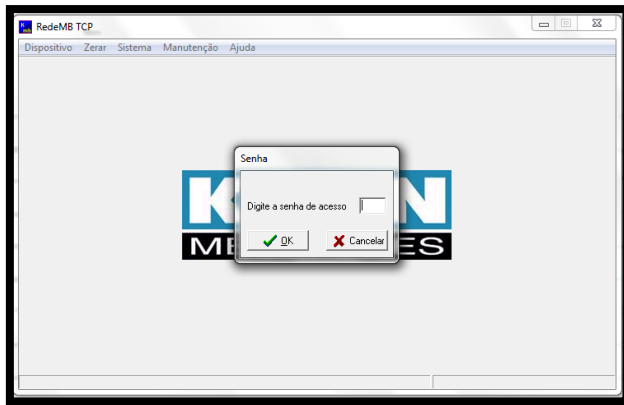 RedeMB TCP
Dispositivo Zerar Sistema Manutenção Ajuda
Senha
Digite a senha de acesso
OK
Cancelar